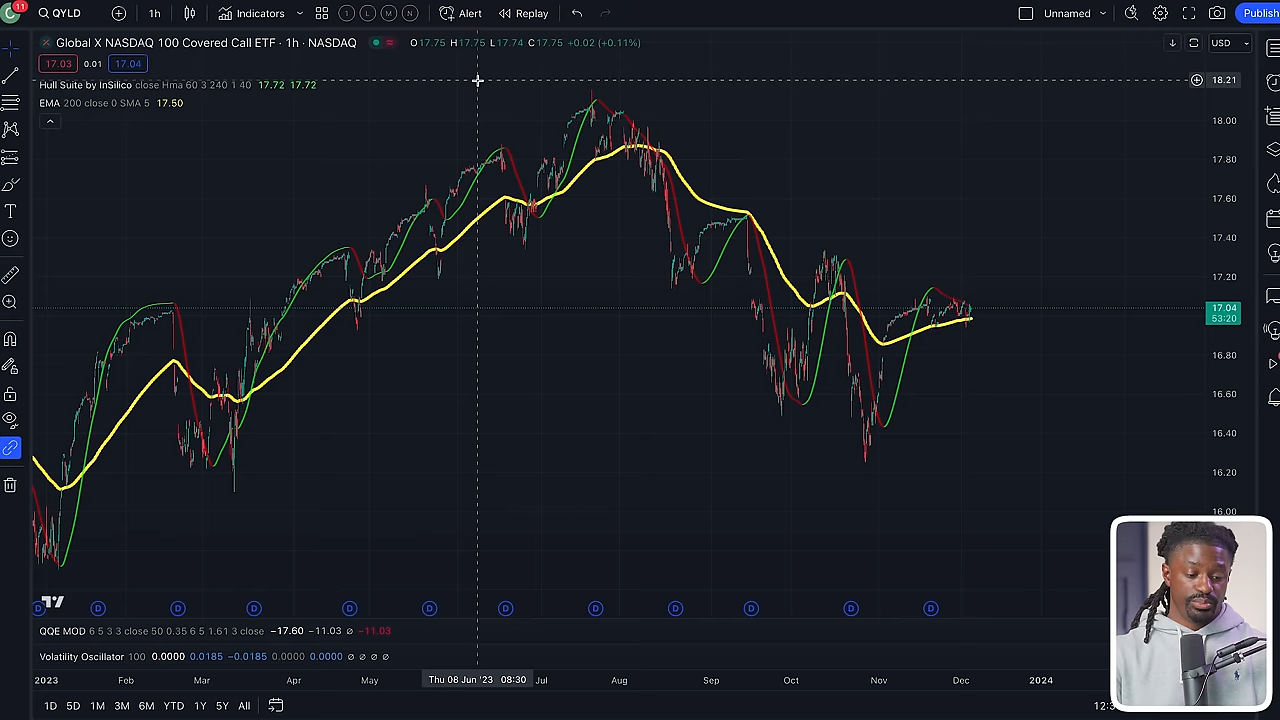 11 QYLD 1h Indicators 1 L M N Alert Replay Unnamed Publish
Global X NASDAQ 100 Covered Call ETF · 1h · NASDAQ O17.75 H17.75 L17.74 C17.75 +0.02 (+0.11%) USD
17.03 0.01 17.04
Hull Suite by InSilico close Hma 60 3 240 1 40 17.72 17.72
EMA 200 close 0 SMA 5 17.50
18.21
18.00
17.80
17.60
17.40
17.20
17.04
53:20
16.80
16.60
16.40
16.20
16.00
D D D D D D D D D D D D
QQE MOD 6 5 3 3 close 50 0.35 6 5 1.61 3 close −17.60 −11.03 ∅ −11.03
Volatility Oscillator 100 0.0000 0.0185 −0.0185 0.0000 0.0000 ∅ ∅ ∅ ∅
2023 Feb Mar Apr May Thu 08 Jun '23 08:30 Jul Aug Sep Oct Nov Dec 2024
1D 5D 1M 3M 6M YTD 1Y 5Y All